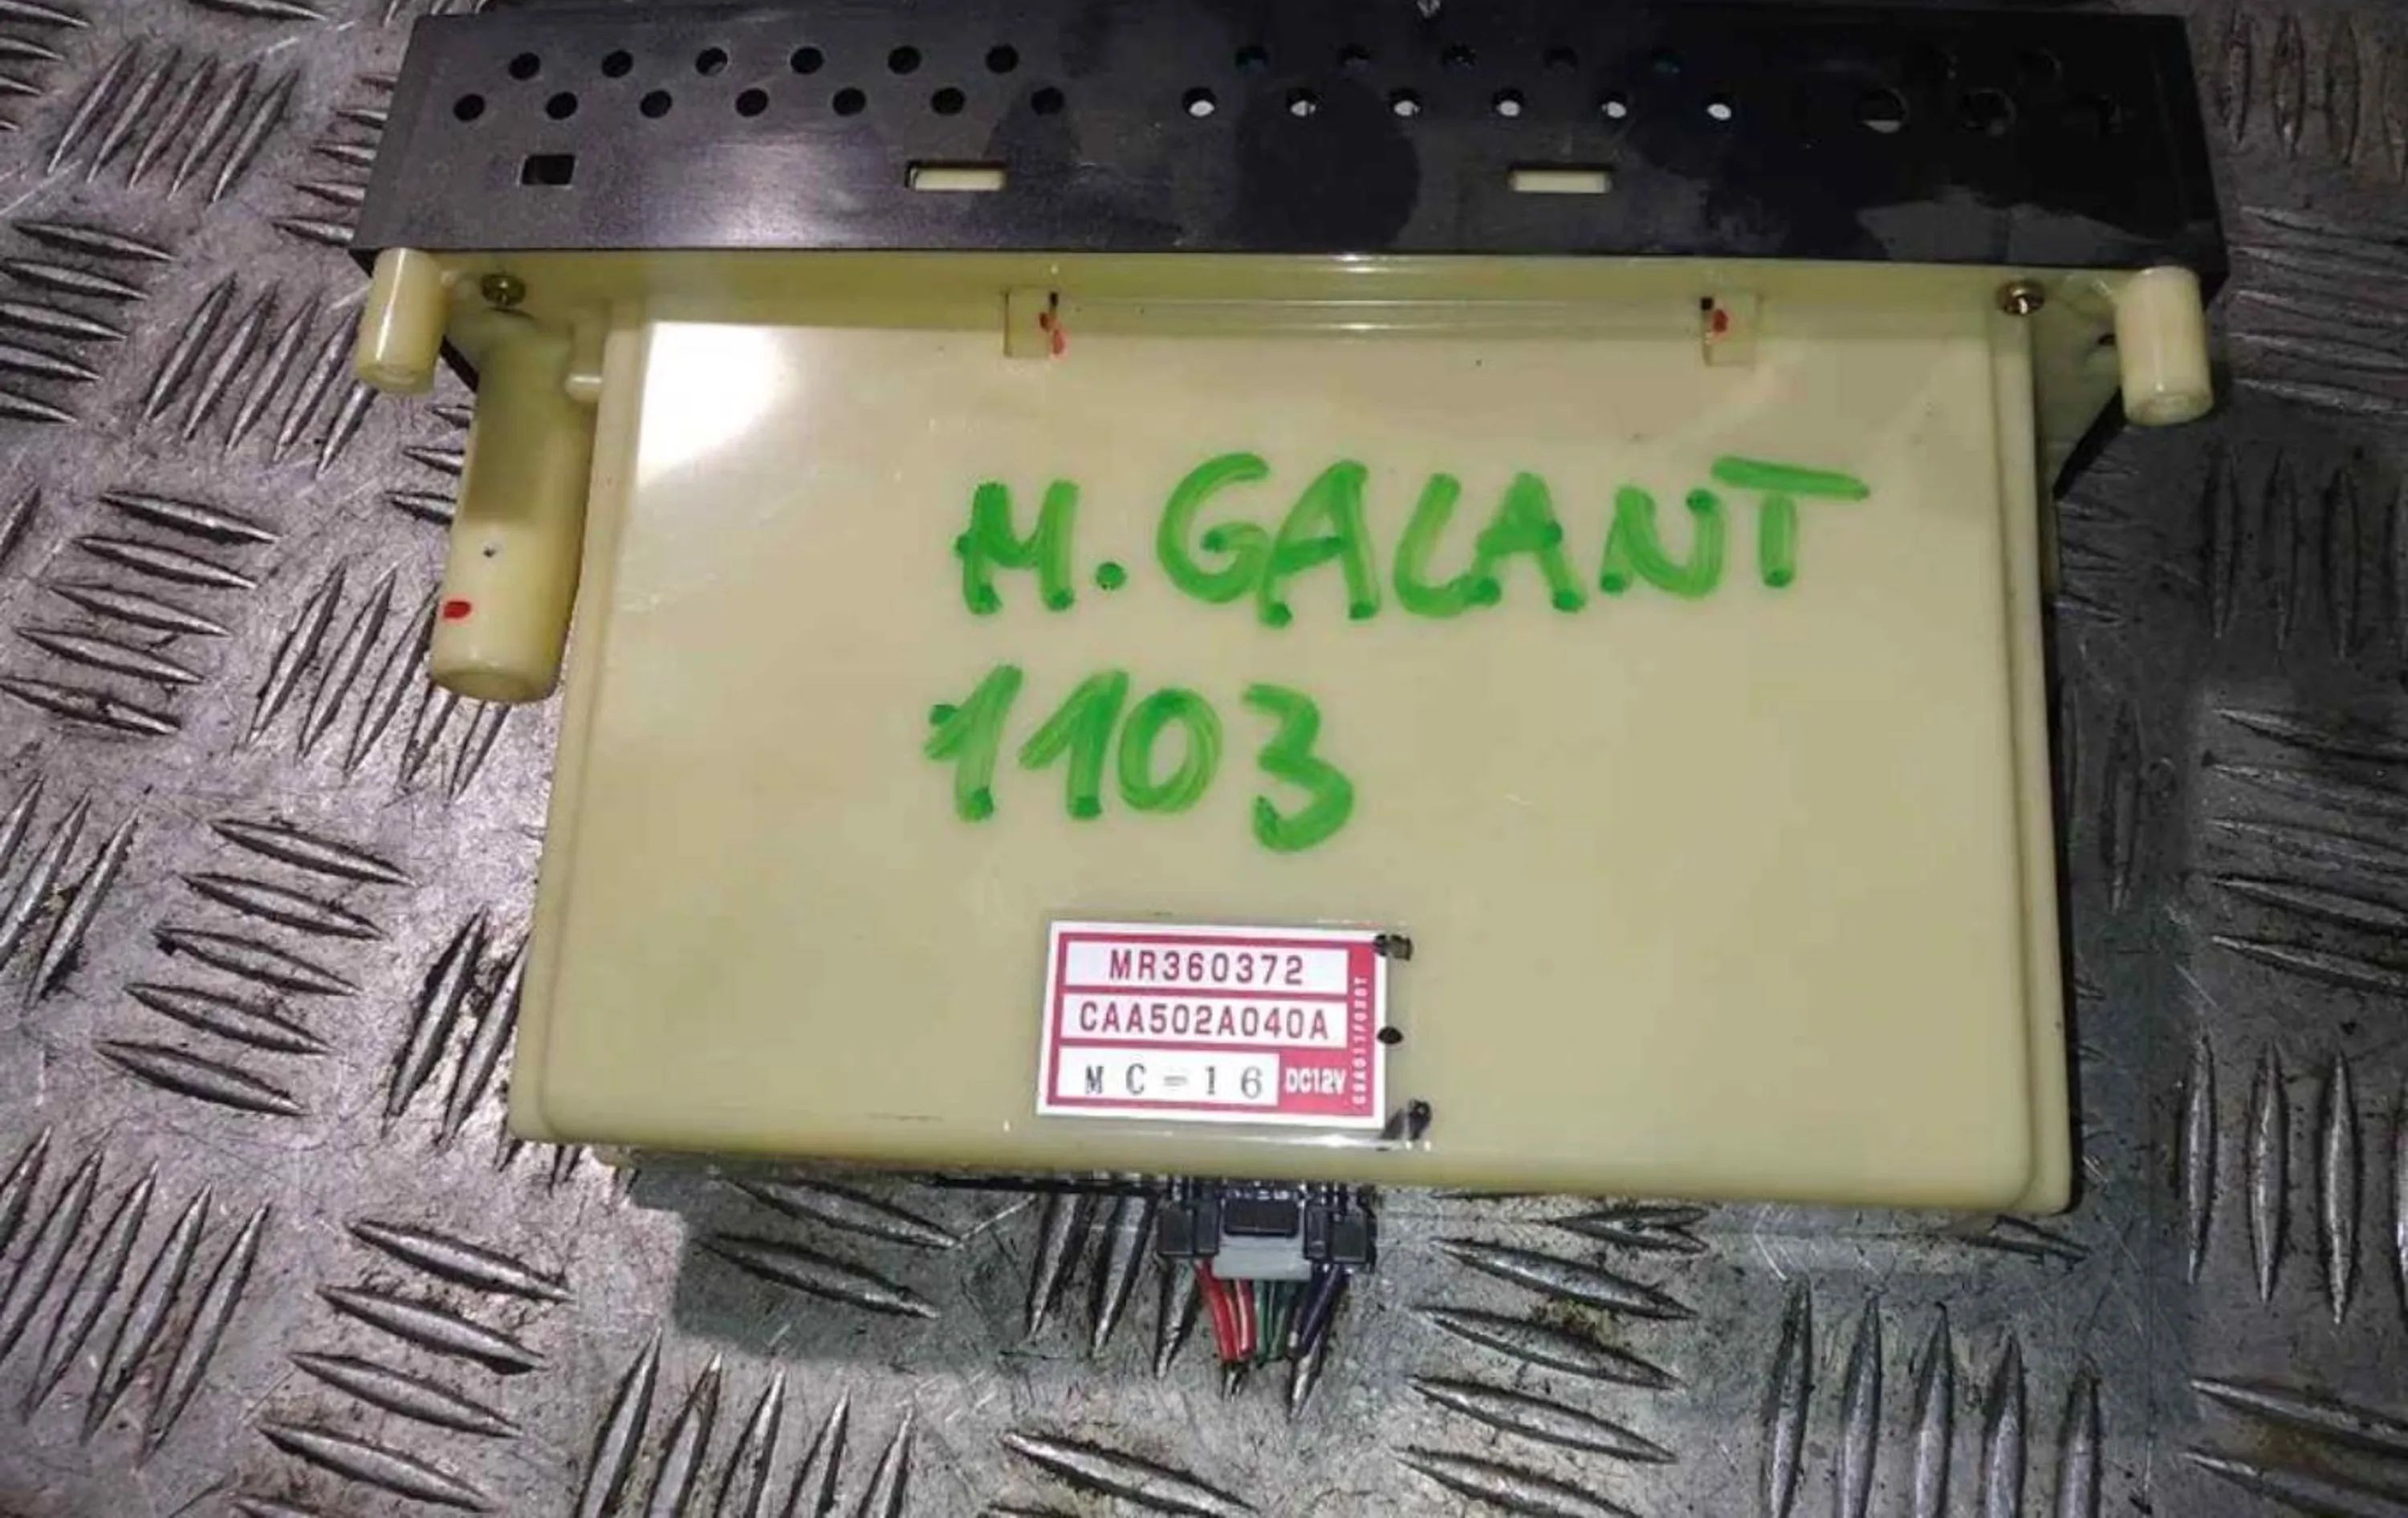 M. GALANT
1103
MR360372
CAA502A040A
MC-16 DC12V